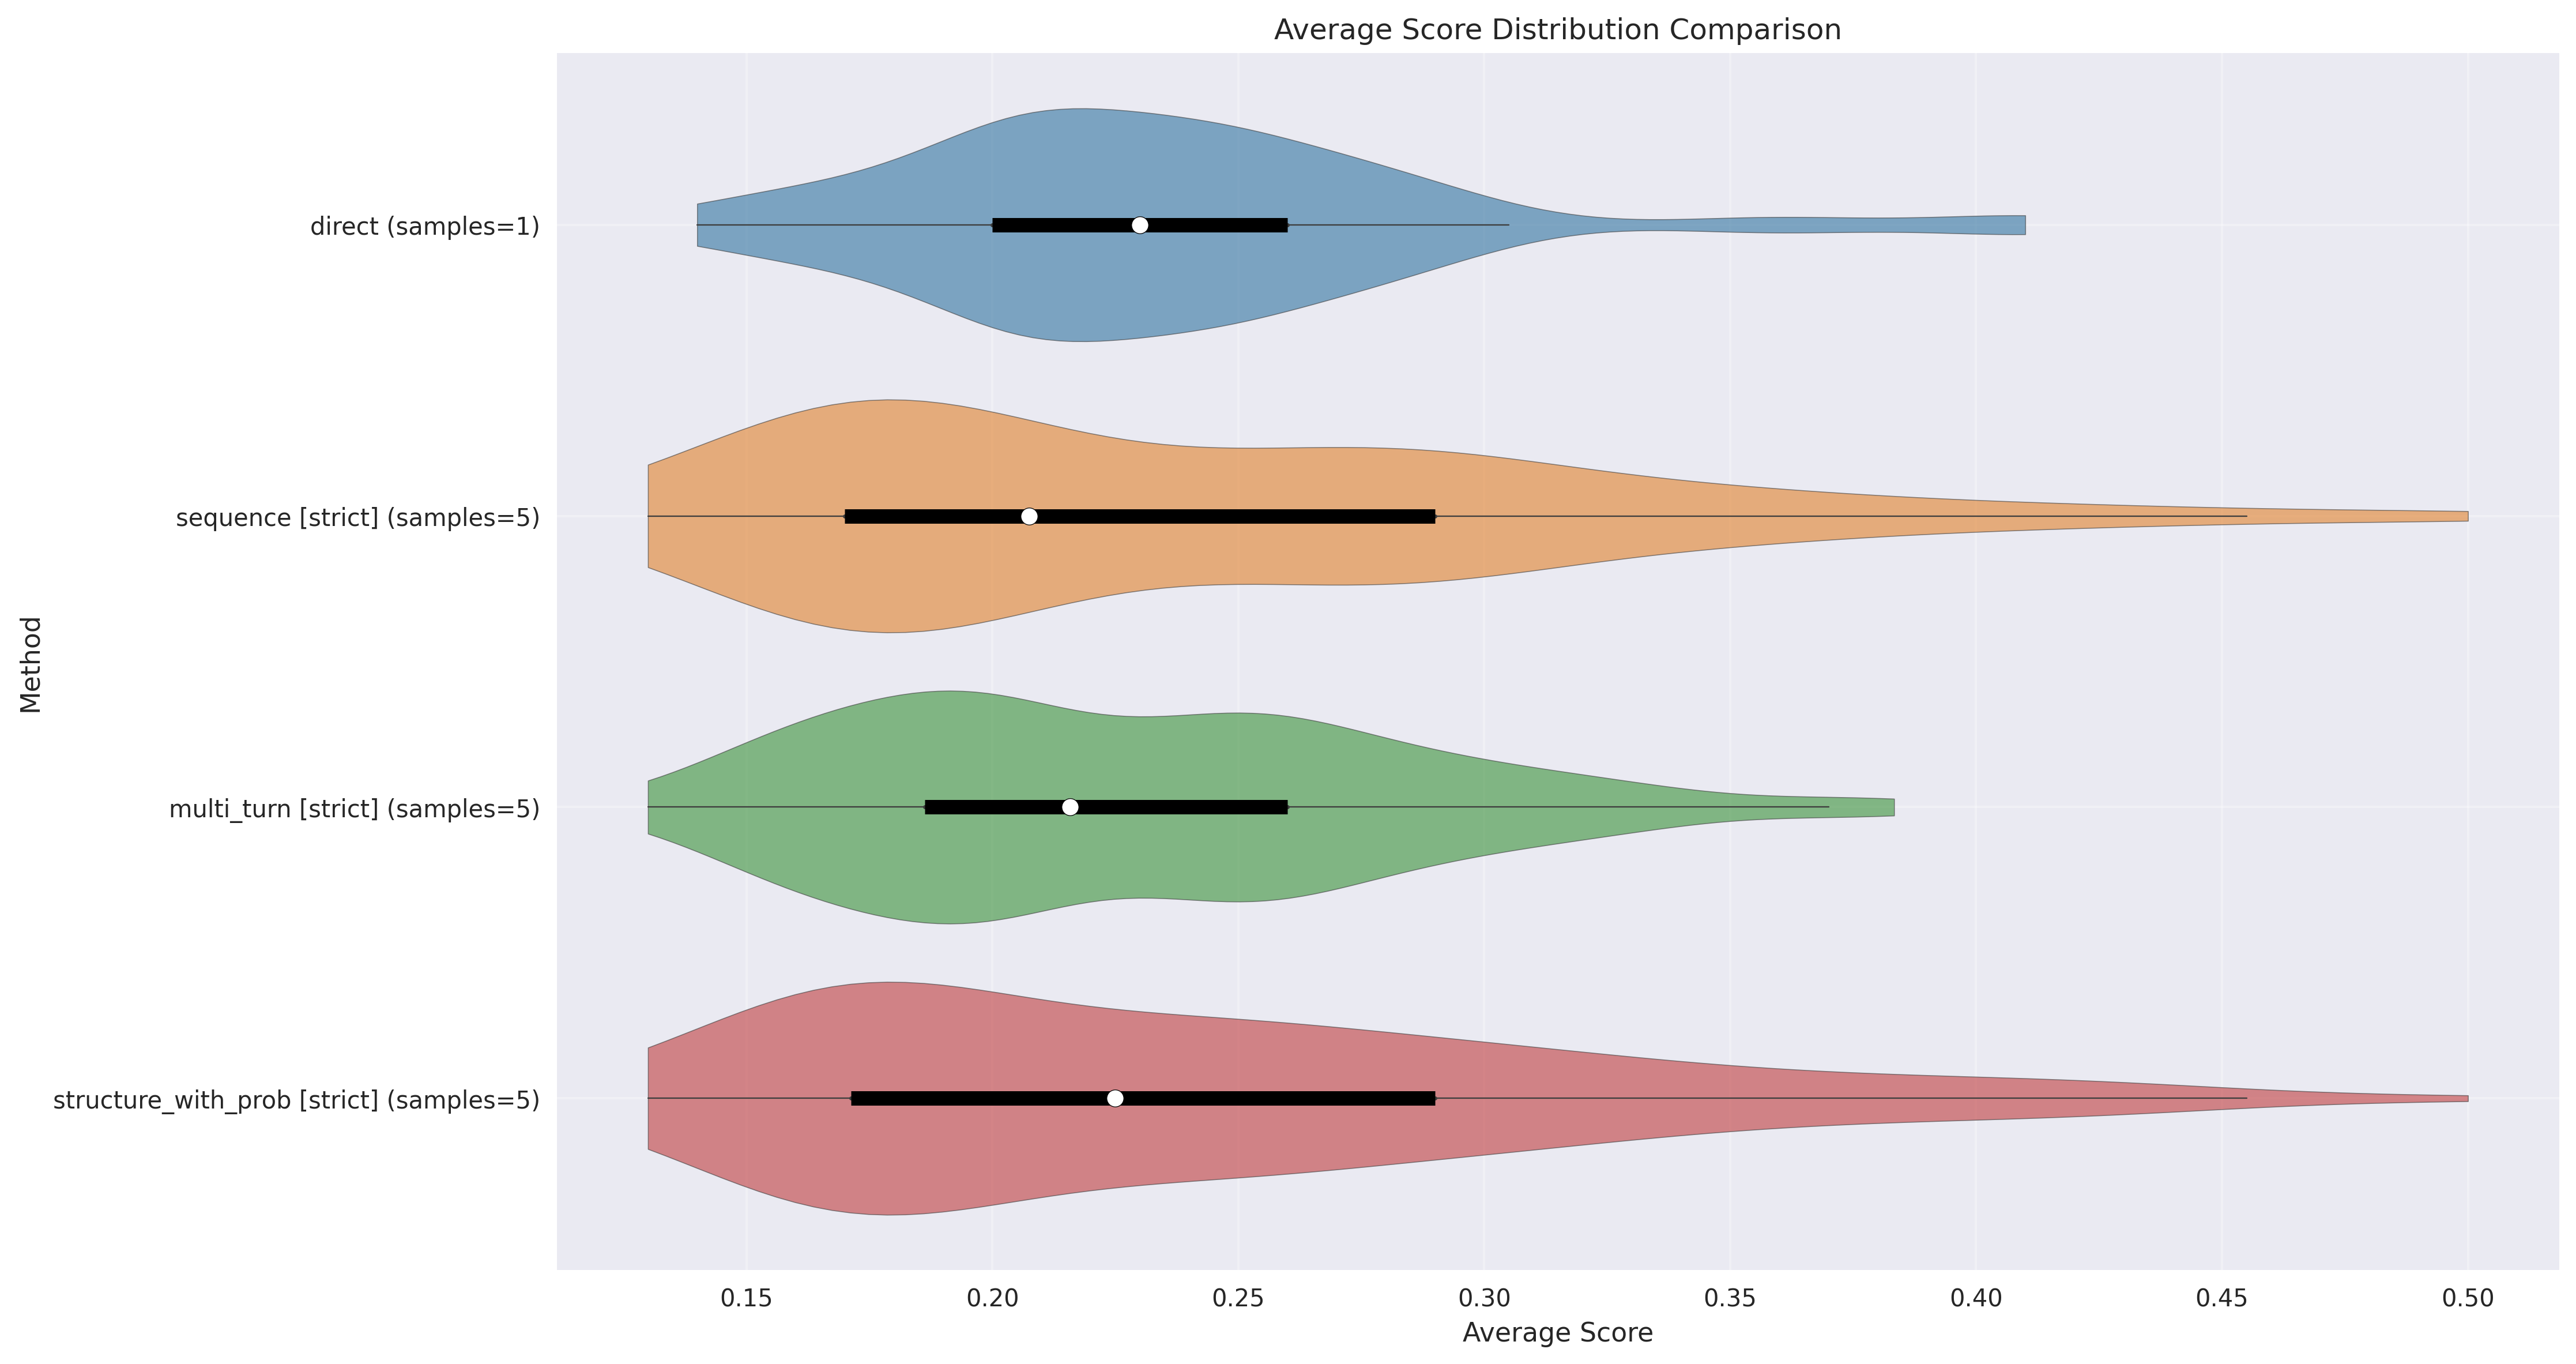 Average Score Distribution Comparison
Method
direct (samples=1)
sequence [strict] (samples=5)
multi_turn [strict] (samples=5)
structure_with_prob [strict] (samples=5)
0.15 0.20 0.25 0.30 0.35 0.40 0.45 0.50
Average Score